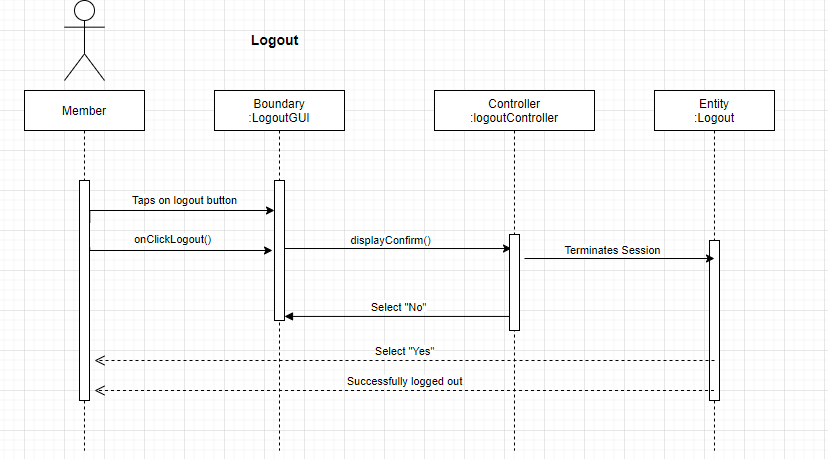 Logout
Member
Boundary
:LogoutGUI
Controller
:logoutController
Entity
:Logout
Taps on logout button
onClickLogout()
displayConfirm()
Terminates Session
Select "No"
Select "Yes"
Successfully logged out